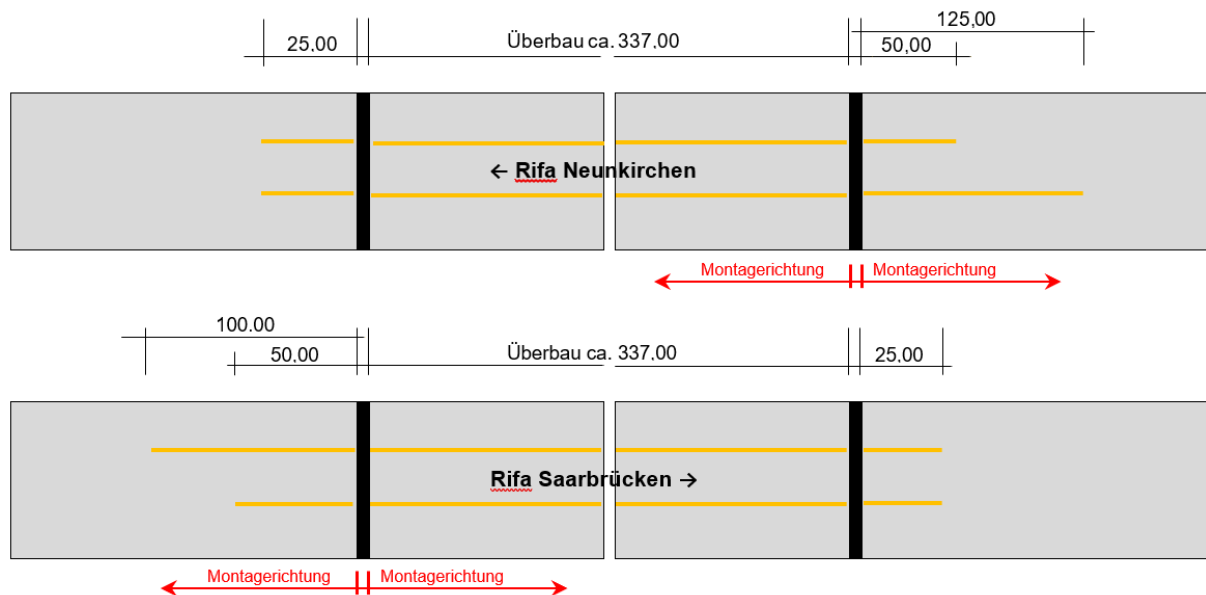 125,00
25,00
Überbau ca. 337,00
50,00
← Rifa Neunkirchen
Montagerichtung
Montagerichtung
100.00
50,00
Überbau ca. 337,00
25,00
Rifa Saarbrücken →
Montagerichtung
Montagerichtung